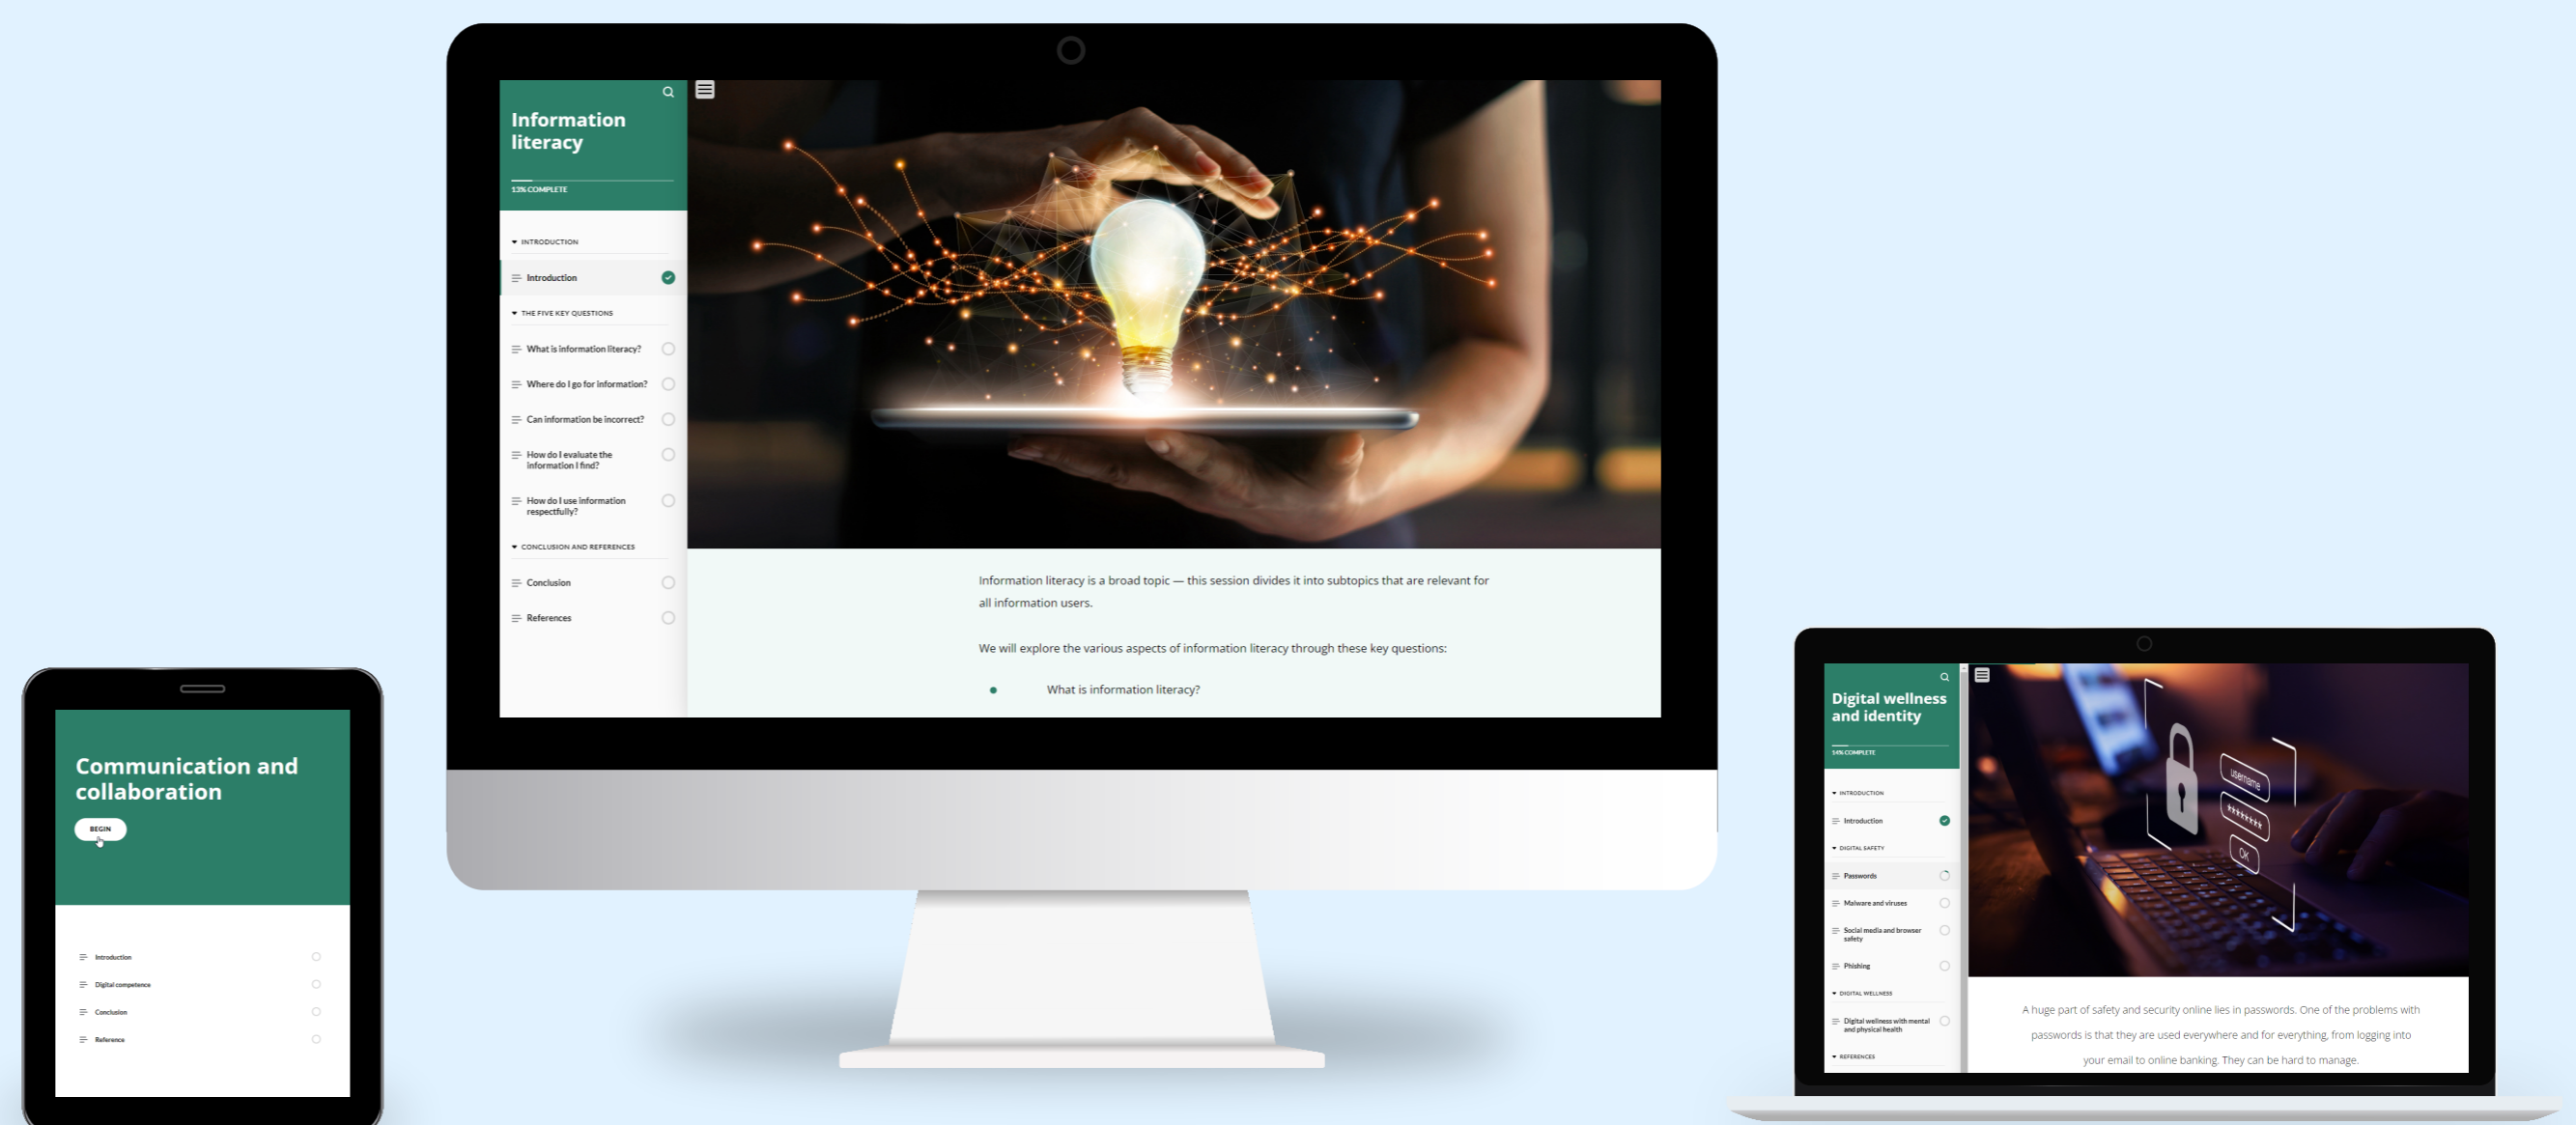 Communication and
collaboration
BEGIN
Introduction
Digital competence
Conclusion
Reference
Information
literacy
13% COMPLETE
INTRODUCTION
Introduction
THE FIVE KEY QUESTIONS
What is information literacy?
Where do I go for information?
Can information be incorrect?
How do I evaluate the
information I find?
How do I use information
respectfully?
CONCLUSION AND REFERENCES
Conclusion
References
Information literacy is a broad topic — this session divides it into subtopics that are relevant for
all information users.
We will explore the various aspects of information literacy through these key questions:
What is information literacy?
Digital wellness
and identity
14% COMPLETE
INTRODUCTION
Introduction
DIGITAL SAFETY
Passwords
Malware and viruses
Social media and browser
safety
Phishing
DIGITAL WELLNESS
Digital wellness with mental
and physical health
REFERENCES
username
********
OK
A huge part of safety and security online lies in passwords. One of the problems with
passwords is that they are used everywhere and for everything, from logging into
your email to online banking. They can be hard to manage.